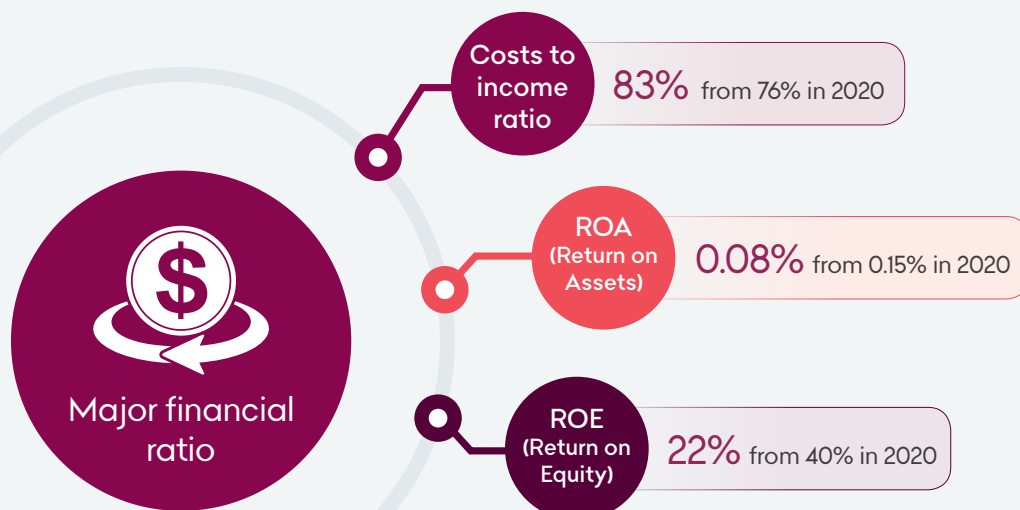 Costs to
income
ratio
83% from 76% in 2020
ROA
(Return on
Assets)
0.08% from 0.15% in 2020
$
Major financial
ratio
ROE
(Return on
Equity)
22% from 40% in 2020